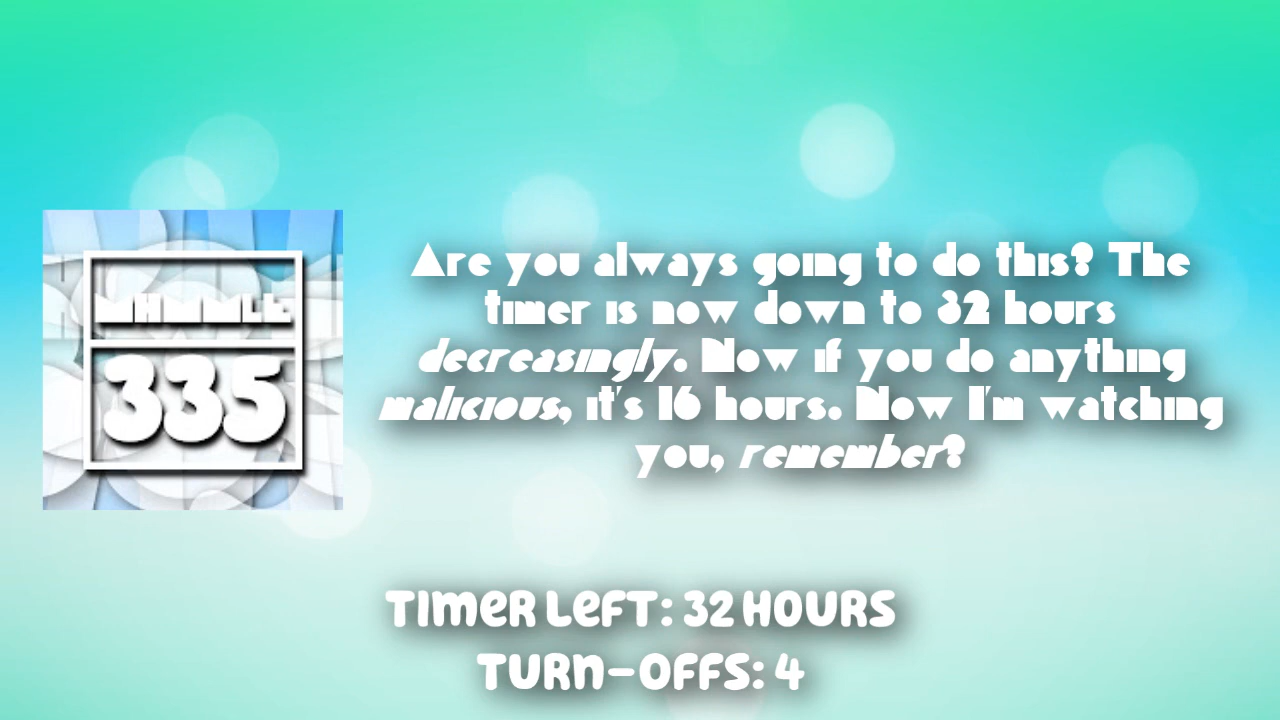 335
Are you always going to do this? The
timer is now down to 32 hours
decreasingly. Now if you do anything
malicious, it's 16 hours. Now I'm watching
you, remember?
Timer Left: 32 Hours
Turn-offs: 4